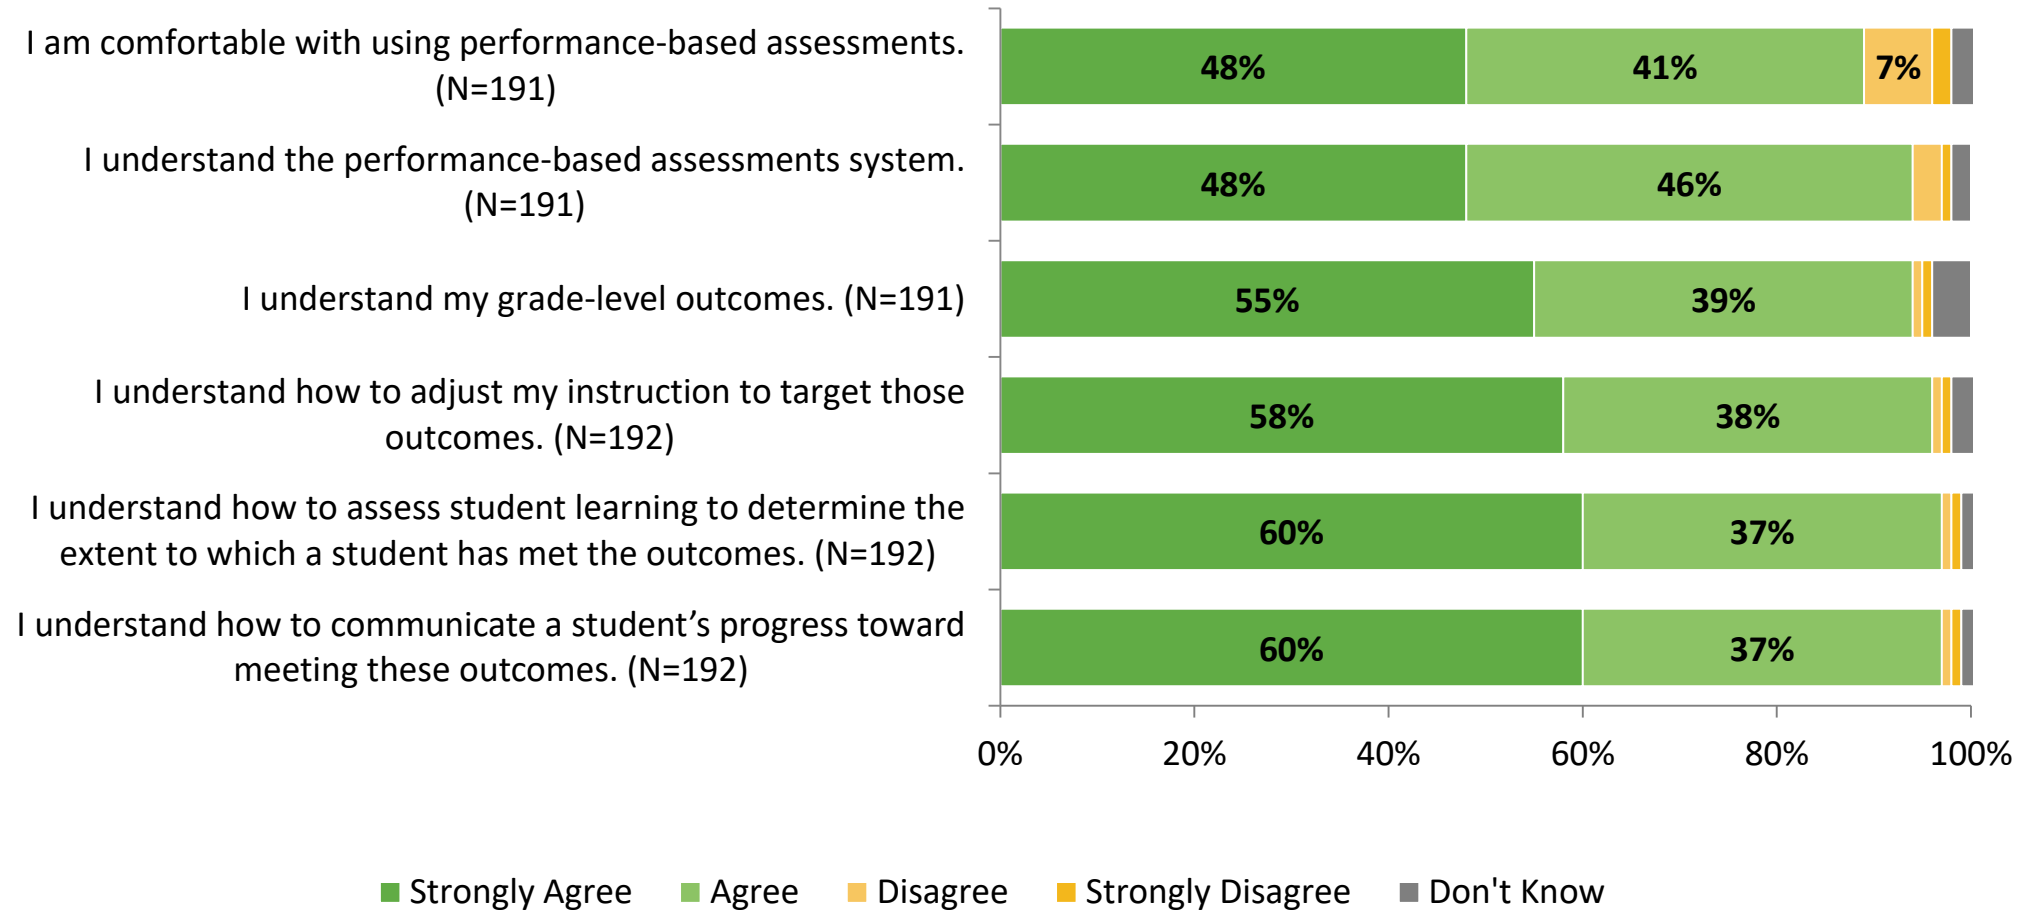 I am comfortable with using performance-based assessments.
(N=191)
48% 41% 7%
I understand the performance-based assessments system.
(N=191)
48% 46%
I understand my grade-level outcomes. (N=191)
55% 39%
I understand how to adjust my instruction to target those
outcomes. (N=192)
58% 38%
I understand how to assess student learning to determine the
extent to which a student has met the outcomes. (N=192)
60% 37%
I understand how to communicate a student’s progress toward
meeting these outcomes. (N=192)
60% 37%
0% 20% 40% 60% 80% 100%
Strongly Agree Agree Disagree Strongly Disagree Don't Know